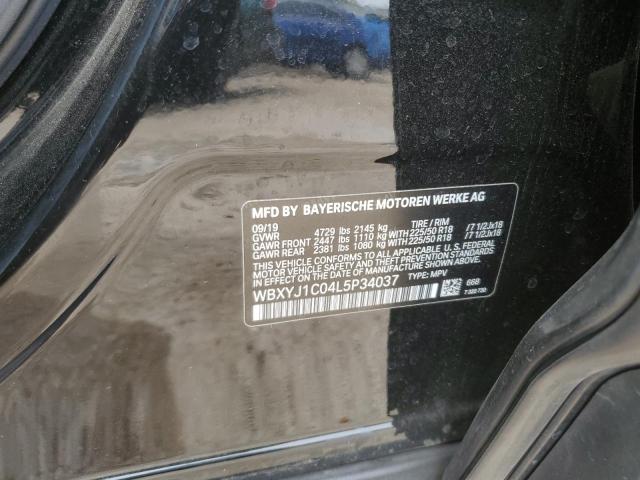 MFD BY BAYERISCHE MOTOREN WERKE AG
09/19 TIRE / RIM
GVWR 4729 lbs 2145 kg
GAWR FRONT 2447 lbs 1110 kg WITH 225/50 R18 I 7 1/2Jx18
GAWR REAR 2381 lbs 1080 kg WITH 225/50 R18 I 7 1/2Jx18
THIS VEHICLE CONFORMS TO ALL APPLICABLE U. S. FEDERAL
MOTOR VEHICLE SAFETY, BUMPER, AND THEFT PREVENTION
STANDARDS IN EFFECT ON THE DATE OF MANUFACTURE SHOWN ABOVE.
WBXYJ1C04L5P34037 TYPE: MPV
668